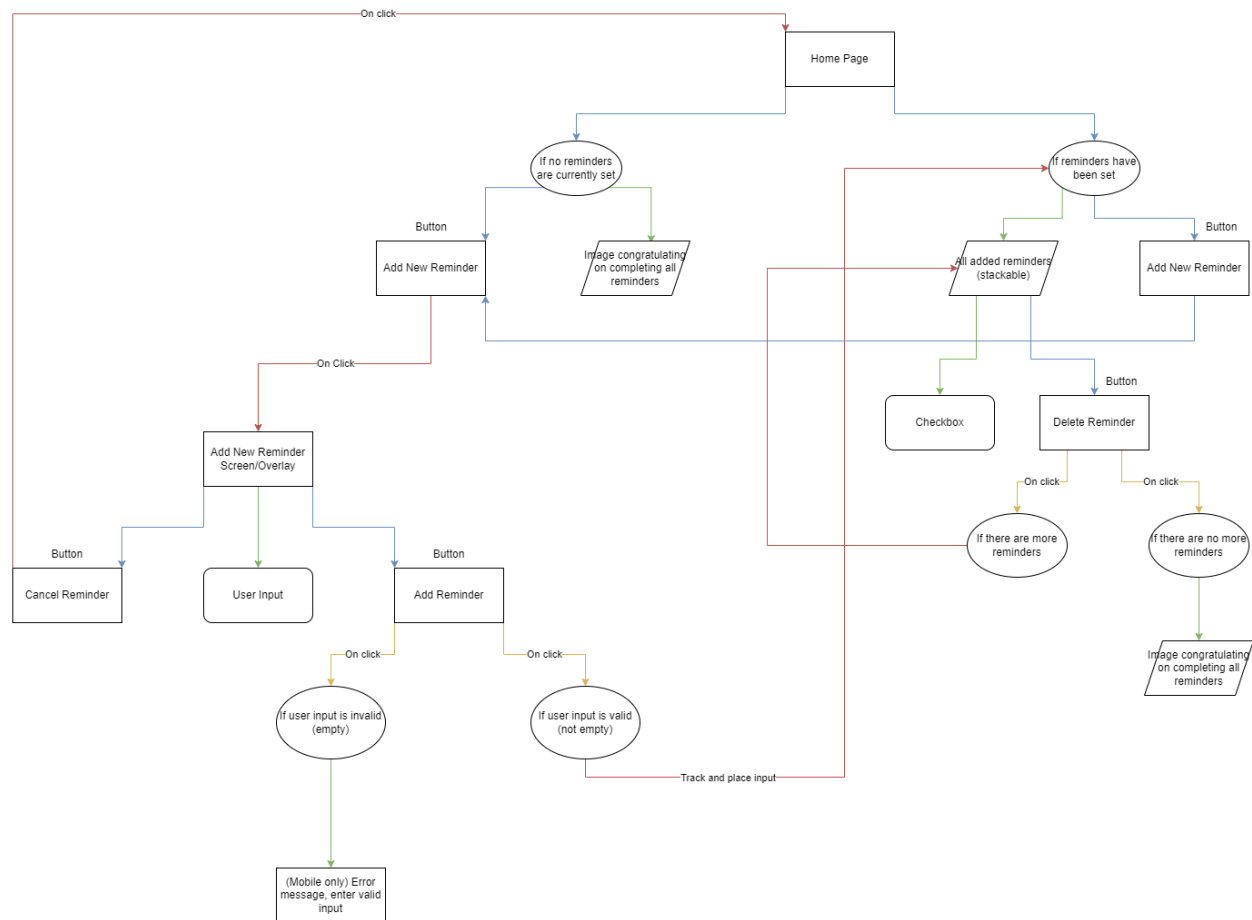 On click
Home Page
If no reminders
are currently set
If reminders have
been set
Button
Add New Reminder
Image congratulating
on completing all
reminders
All added reminders
(stackable)
Button
Add New Reminder
On Click
Button
Checkbox
Delete Reminder
Add New Reminder
Screen/Overlay
On click
On click
If there are more
reminders
If there are no more
reminders
Button
Cancel Reminder
User Input
Button
Add Reminder
On click
On click
Image congratulating
on completing all
reminders
If user input is invalid
(empty)
If user input is valid
(not empty)
Track and place input
(Mobile only) Error
message, enter valid
input